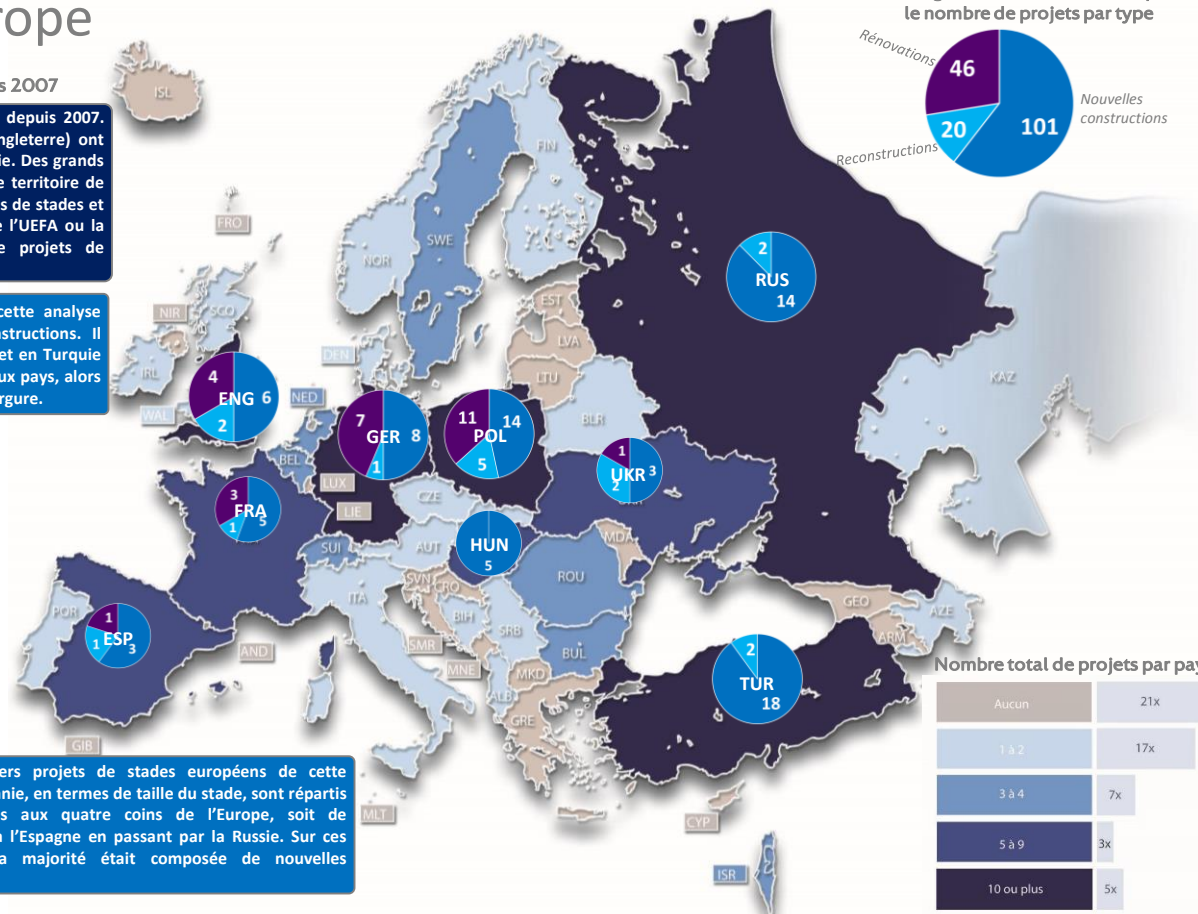 rope
le nombre de projets par type
Rénovations
46
20
101
Nouvelles
constructions
Reconstructions
s 2007
depuis 2007.
ngleterre) ont
ie. Des grands
e territoire de
s de stades et
e l'UEFA ou la
e projets de
cette analyse
nstructions. Il
et en Turquie
ux pays, alors
rgure.
ISL
FRO
NIR
SCO
IRL
WAL
4
ENG
6
2
NOR
SWE
FIN
2
RUS
14
EST
LVA
LTU
DEN
NED
BEL
LUX
LIE
7
GER
8
1
11
14
POL
5
BLR
KAZ
1
UKR
3
2
3
FRA
5
1
CZE
SUI
AUT
HUN
5
MDA
ROU
ITA
SVN
CRO
BIH
SRB
BUL
POR
1
ESP
1
3
AND
SMR
MNE
MKD
ALB
GRE
GEO
ARM
AZE
2
TUR
18
GIB
MLT
CYP
ISR
ers projets de stades européens de cette
nie, en termes de taille du stade, sont répartis
s aux quatre coins de l'Europe, soit de
l'Espagne en passant par la Russie. Sur ces
a majorité était composée de nouvelles
Nombre total de projets par pay
Aucun 21x
1 à 2 17x
3 à 4 7x
5 à 9 3x
10 ou plus 5x